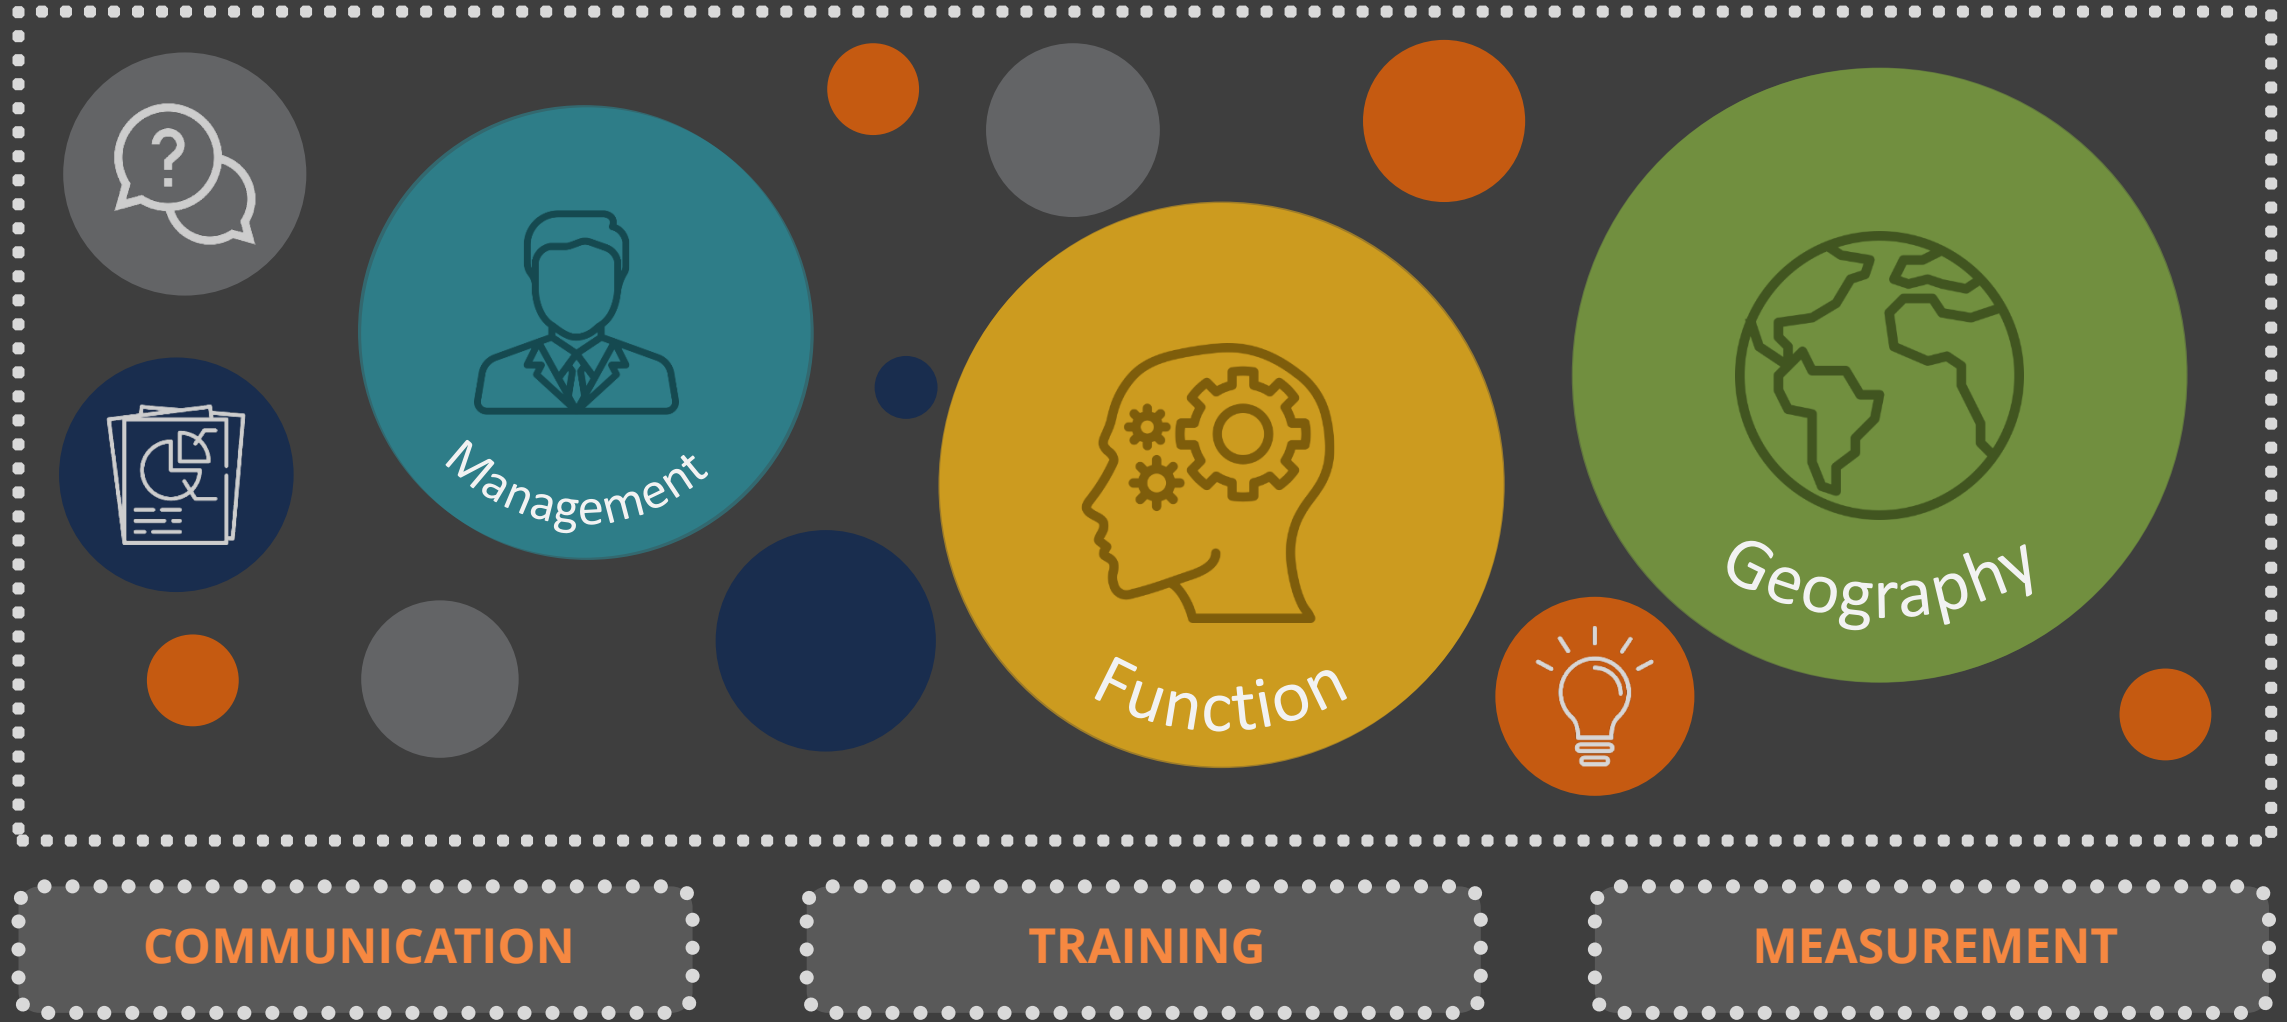 ?
Management
Function
Geography
COMMUNICATION
TRAINING
MEASUREMENT